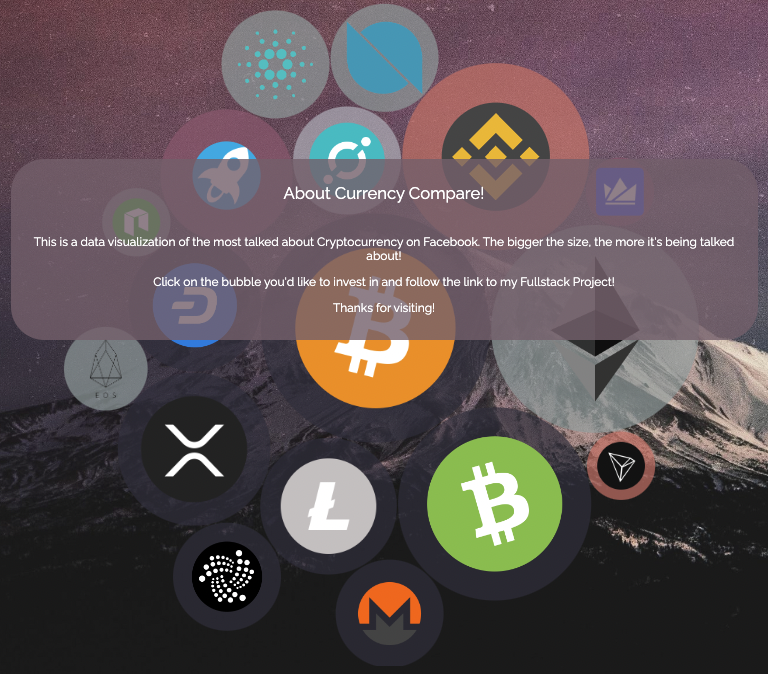 About Currency Compare!
This is a data visualization of the most talked about Cryptocurrency on Facebook. The bigger the size, the more it's being talked
about!
Click on the bubble you'd like to invest in and follow the link to my Fullstack Project!
Thanks for visiting!
EOS